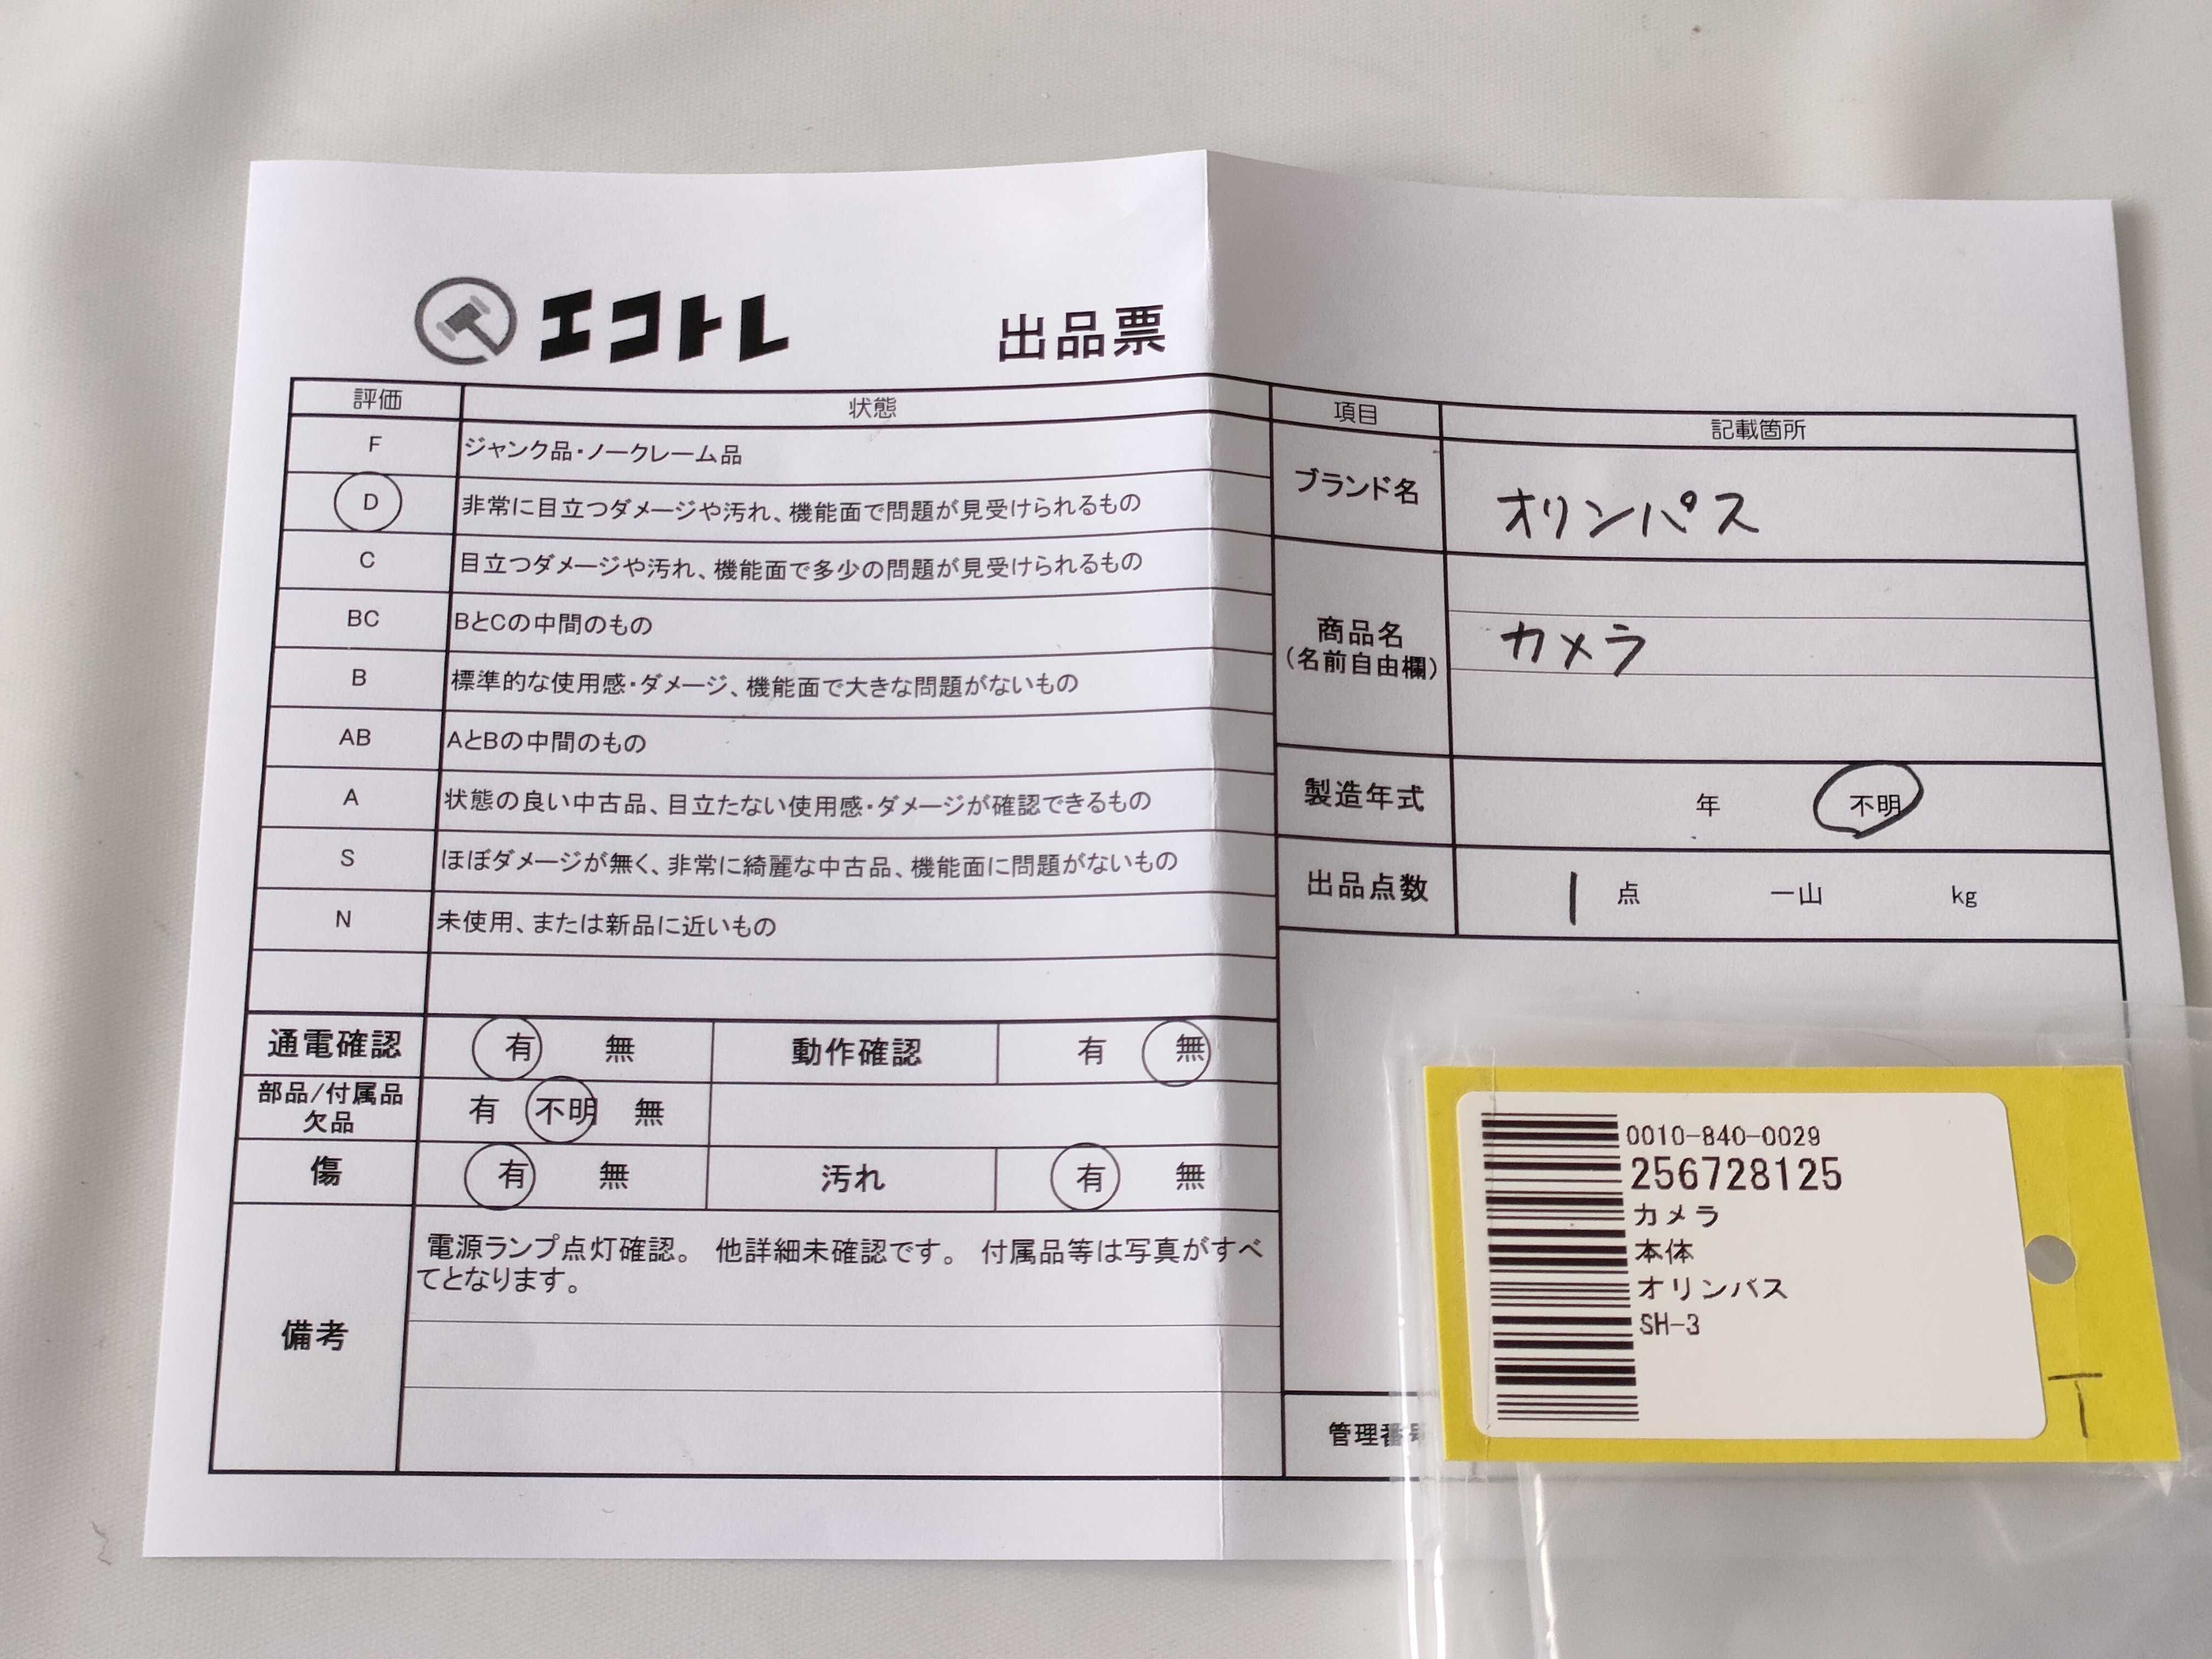 エコトレ 出品票
評価 状態
F ジャンク品・ノークレーム品
D 非常に目立つダメージや汚れ、機能面で問題が見受けられるもの
C 目立つダメージや汚れ、機能面で多少の問題が見受けられるもの
BC BとCの中間のもの
B 標準的な使用感・ダメージ、機能面で大きな問題がないもの
AB AとBの中間のもの
A 状態の良い中古品、目立たない使用感・ダメージが確認できるもの
S ほぼダメージが無く、非常に綺麗な中古品、機能面に問題がないもの
N 未使用、または新品に近いもの
通電確認 有 無 動作確認 有 無
部品/付属品
欠品 有 不明 無
傷 有 無 汚れ 有 無
備考
電源ランプ点灯確認。 他詳細未確認です。 付属品等は写真がすべ
てとなります。
項目 記載箇所
ブランド名 オリンパス
商品名
(名前自由欄) カメラ
製造年式 年 不明
出品点数 1 点 一山 kg
管理番号
0010-840-0029
256728125
カメラ
本体
オリンパス
SH-3
T